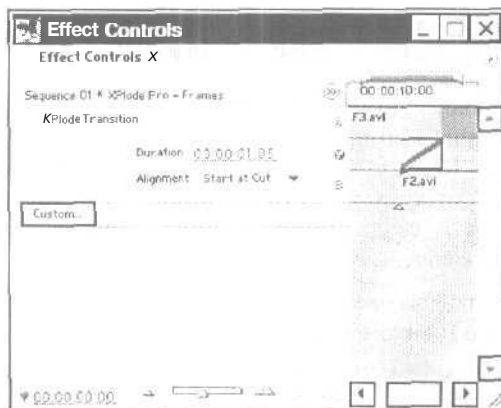 Effect Controls
Effect Controls X
Sequence 01 * XPlode Pro - Frames
00:00:10:00
KPlode Transition
A F3.avi
Duration 00:00:01:05
Alignment Start at Cut
B F2.avi
Custom..
00:00:00:00